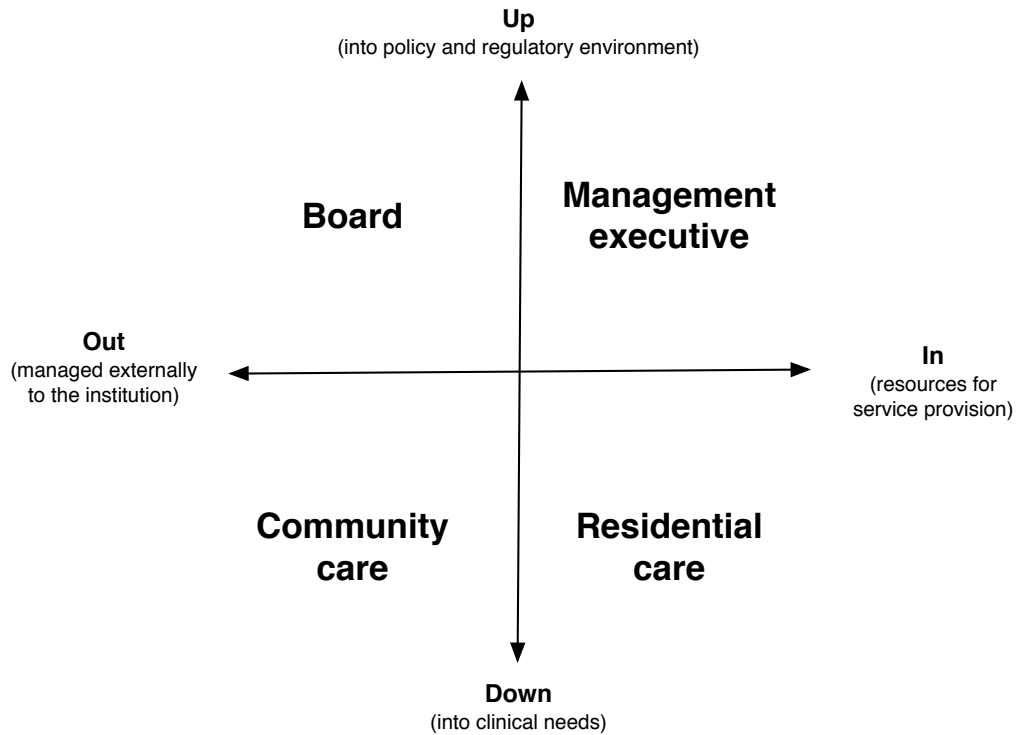 Up
(into policy and regulatory environment)
Board
Management
executive
Out
(managed externally
to the institution)
In
(resources for
service provision)
Community
care
Residential
care
Down
(into clinical needs)